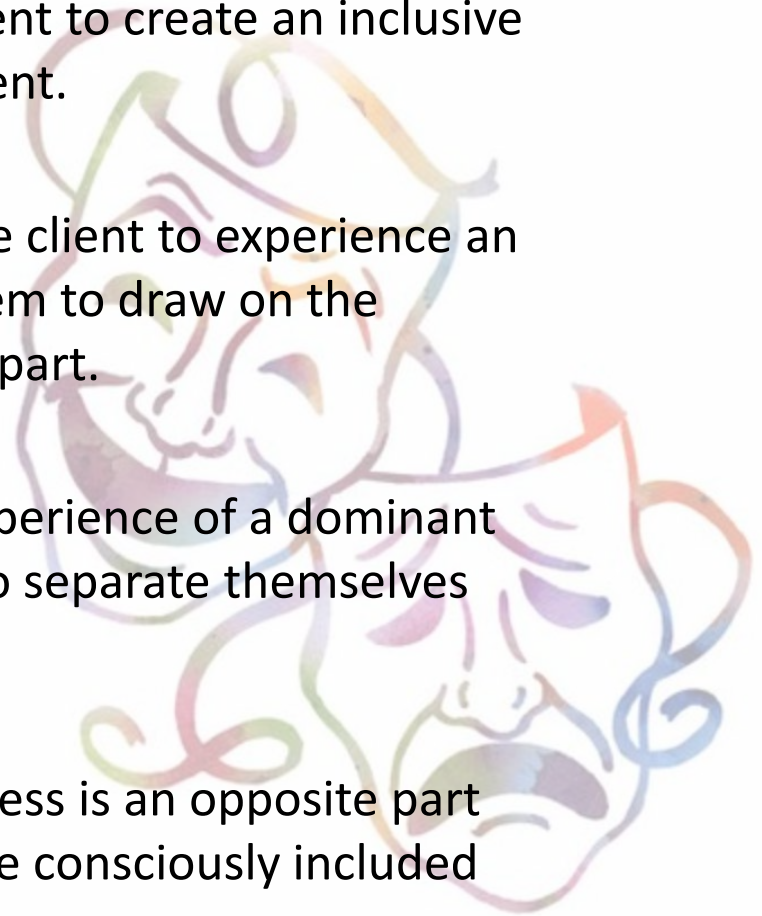 ent to create an inclusive
ent.
e client to experience an
em to draw on the
part.
perience of a dominant
o separate themselves
ess is an opposite part
e consciously included